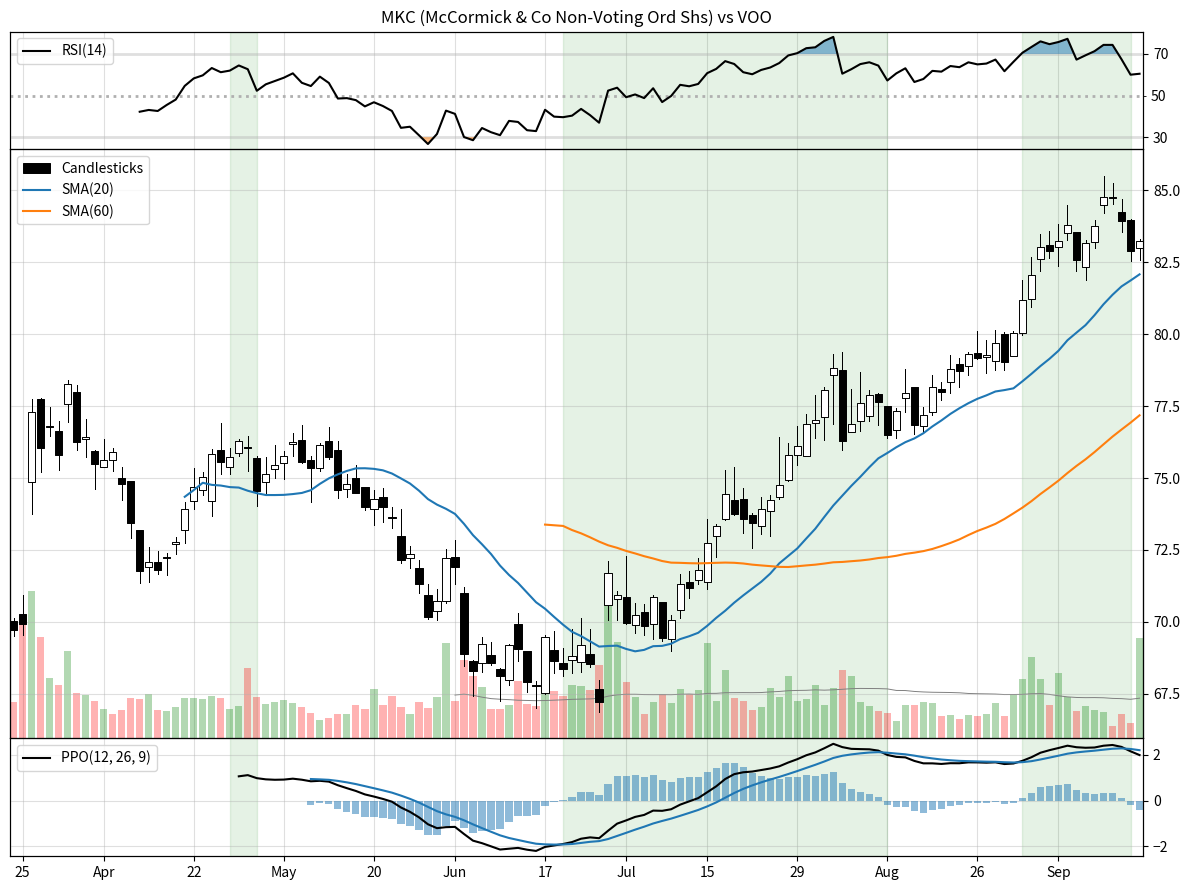 MKC (McCormick & Co Non-Voting Ord Shs) vs VOO
RSI(14)
70
50
30
Candlesticks
SMA(20)
SMA(60)
85.0
82.5
80.0
77.5
75.0
72.5
70.0
67.5
PPO(12, 26, 9)
2
0
−2
25 Apr 22 May 20 Jun 17 Jul 15 29 Aug 26 Sep